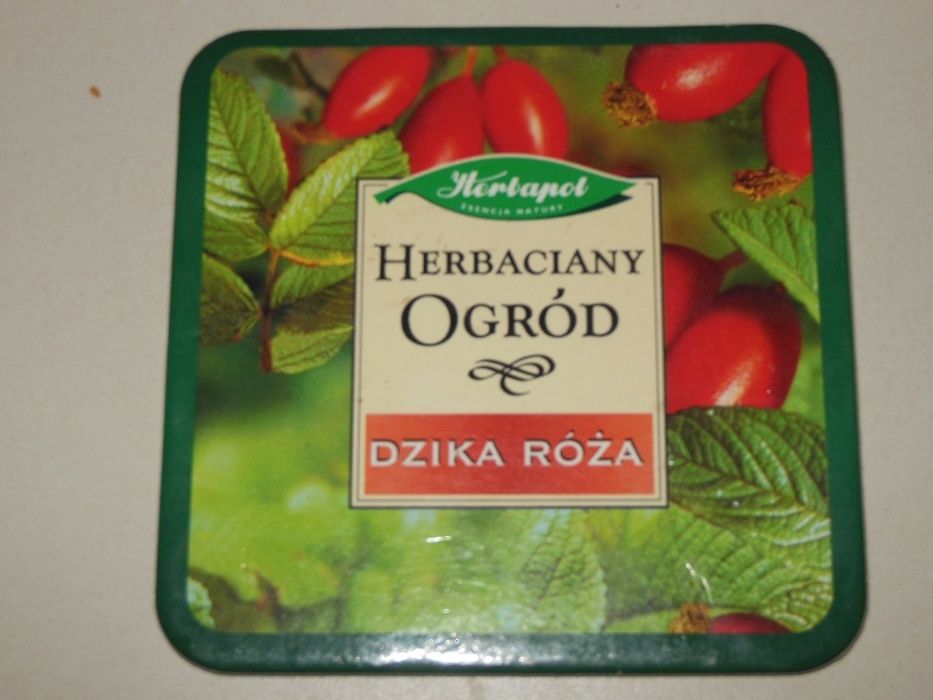 Herbapol
ESENCJA NATURY
HERBACIANY
OGRÓD
DZIKA RÓŻA